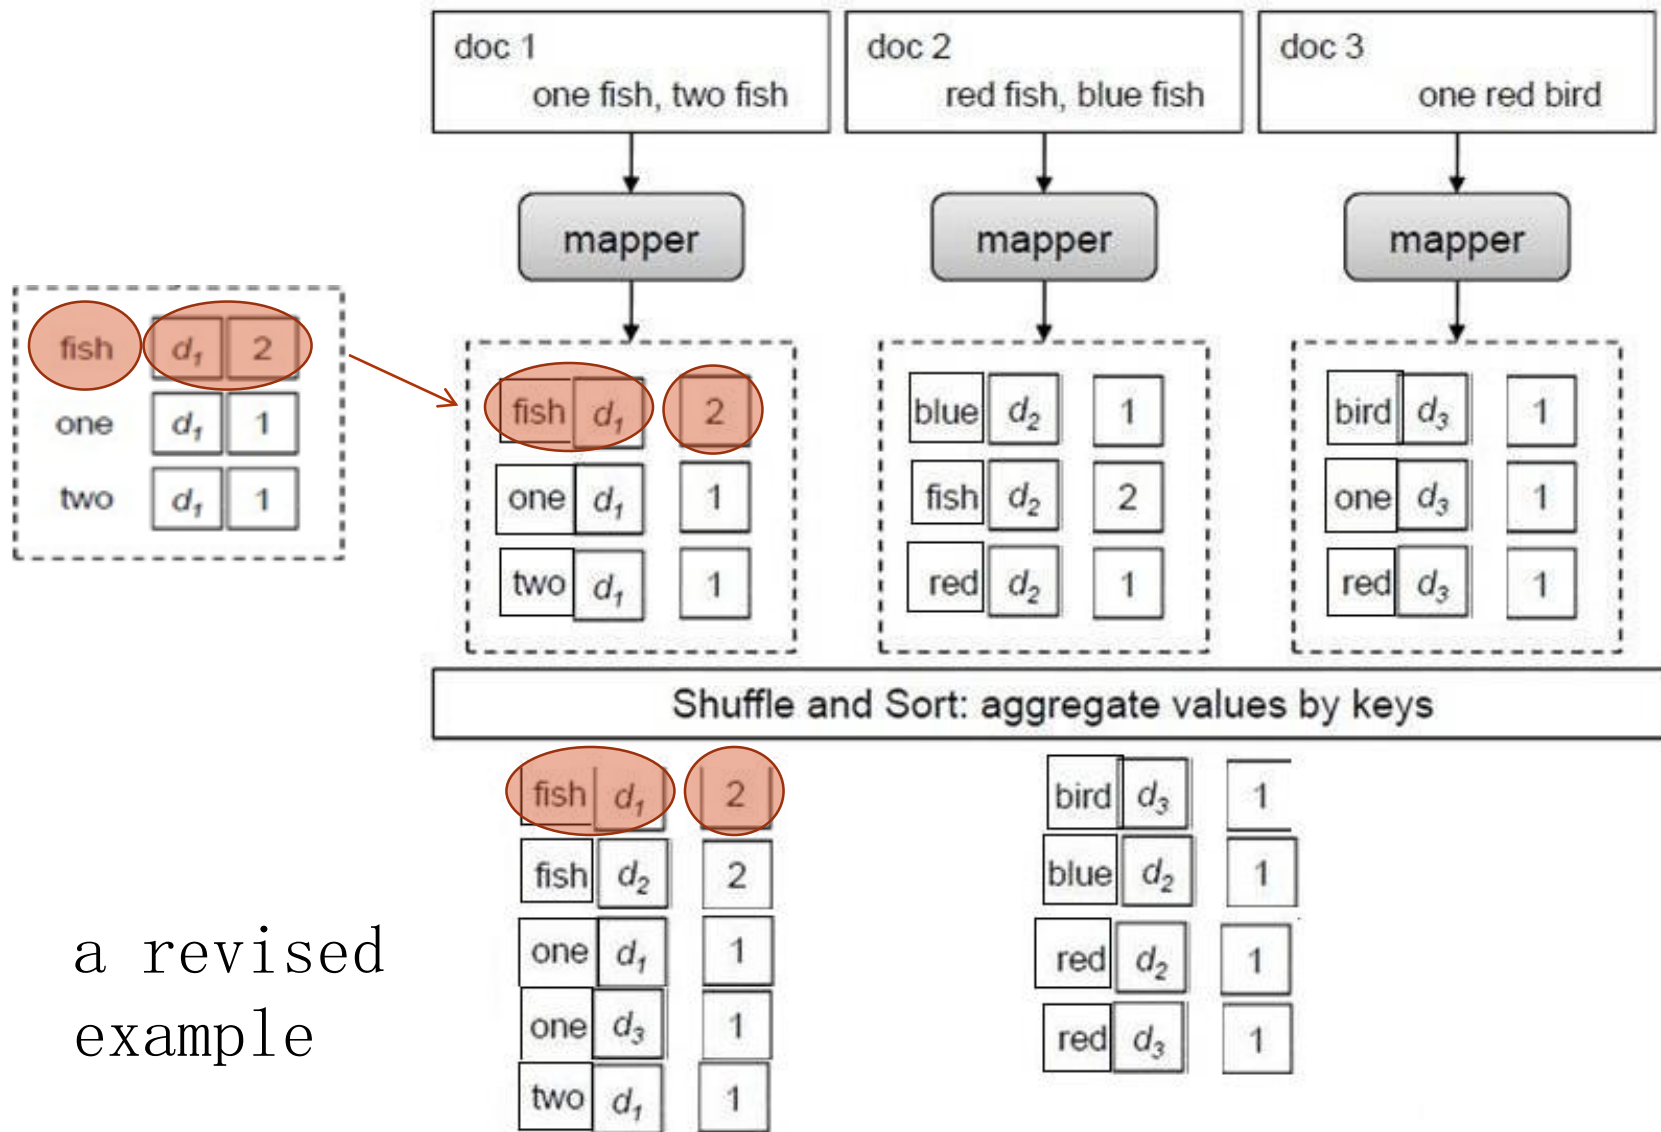 doc 1
one fish, two fish
doc 2
red fish, blue fish
doc 3
one red bird
mapper
mapper
mapper
fish d₁ 2
one d₁ 1
two d₁ 1
fish d₁ 2
one d₁ 1
two d₁ 1
blue d₂ 1
fish d₂ 2
red d₂ 1
bird d₃ 1
one d₃ 1
red d₃ 1
Shuffle and Sort: aggregate values by keys
fish d₁ 2
fish d₂ 2
one d₁ 1
one d₃ 1
two d₁ 1
bird d₃ 1
blue d₂ 1
red d₂ 1
red d₃ 1
a revised
example